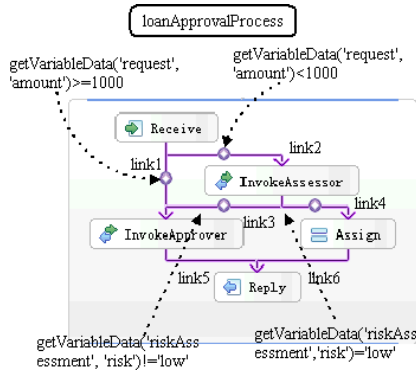 loanApprovalProcess
getVariableData('request',
'amount')>=1000
getVariableData('request',
'amount')<1000
Receive
link1
link2
InvokeAssessor
link3
link4
InvokeApprover
Assign
link5
link6
Reply
getVariableData('riskAss
essment', 'risk')!='low'
getVariableData('riskAss
essment','risk')='low'